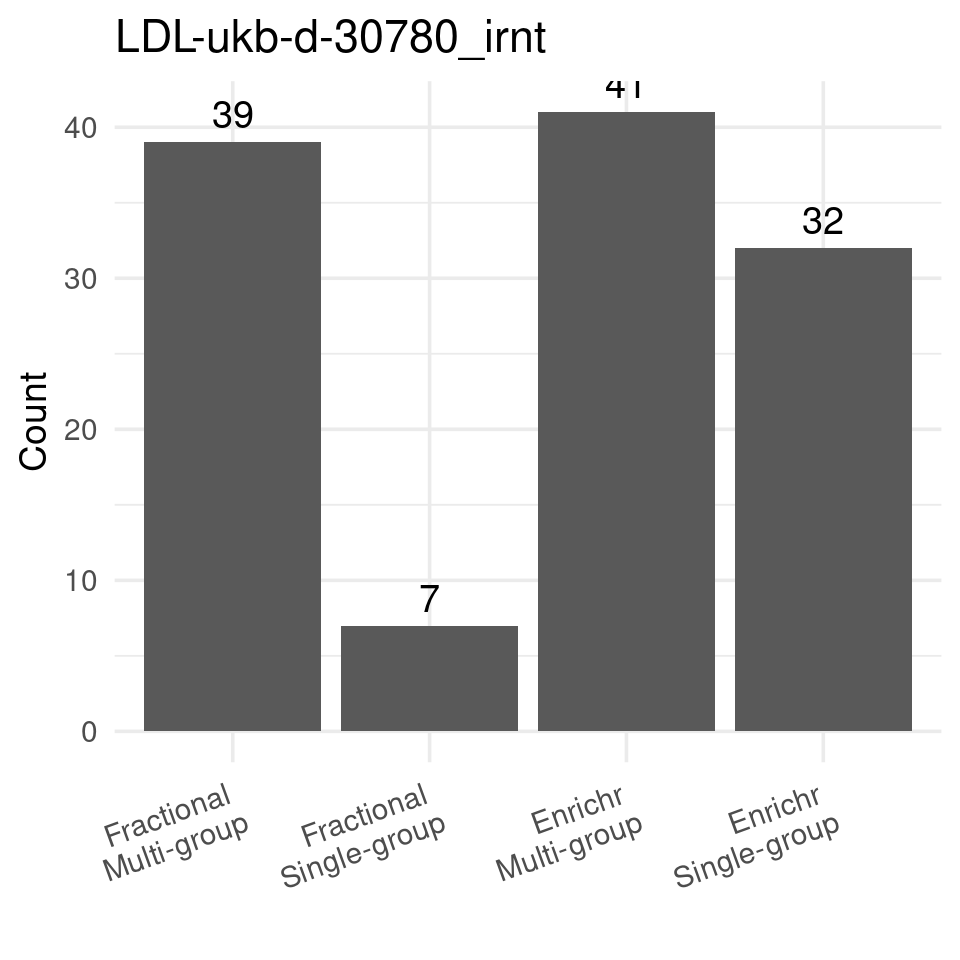 LDL-ukb-d-30780_irnt
Count
40
30
20
10
0
39
7
41
32
Fractional
Multi-group
Fractional
Single-group
Enrichr
Multi-group
Enrichr
Single-group